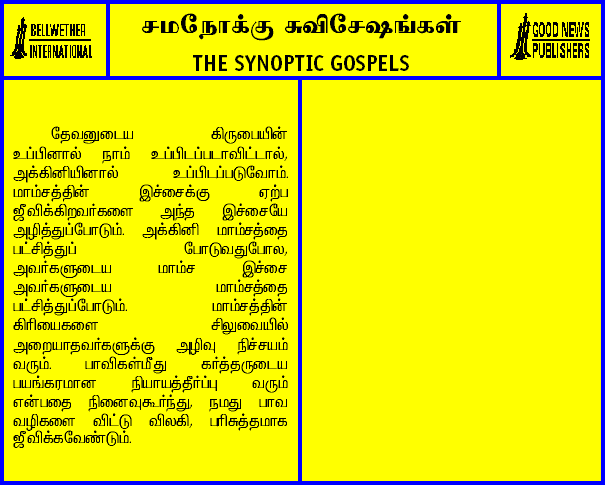 BELLWETHER
INTERNATIONAL
சமநோக்கு சுவிசேஷங்கள்
THE SYNOPTIC GOSPELS
GOOD NEWS
PUBLISHERS
தேவனுடைய கிருபையின்
உப்பினால் நாம் உப்பிடப்படாவிட்டால்,
அக்கினியினால் உப்பிடப்படுவோம்.
மாம்சத்தின் இச்சைக்கு ஏற்ப
ஜீவிக்கிறவர்களை அந்த இச்சையே
அழித்துப்போடும். அக்கினி மாம்சத்தை
பட்சித்துப் போடுவதுபோல,
அவர்களுடைய மாம்ச இச்சை
அவர்களுடைய மாம்சத்தை
பட்சித்துப்போடும். மாம்சத்தின்
கிரியைகளை சிலுவையில்
அறையாதவர்களுக்கு அழிவு நிச்சயம்
வரும். பாவிகள்மீது கர்த்தருடைய
பயங்கரமான நியாயத்தீர்ப்பு வரும்
என்பதை நினைவுகூர்ந்து, நமது பாவ
வழிகளை விட்டு விலகி, பரிசுத்தமாக
ஜீவிக்கவேண்டும்.